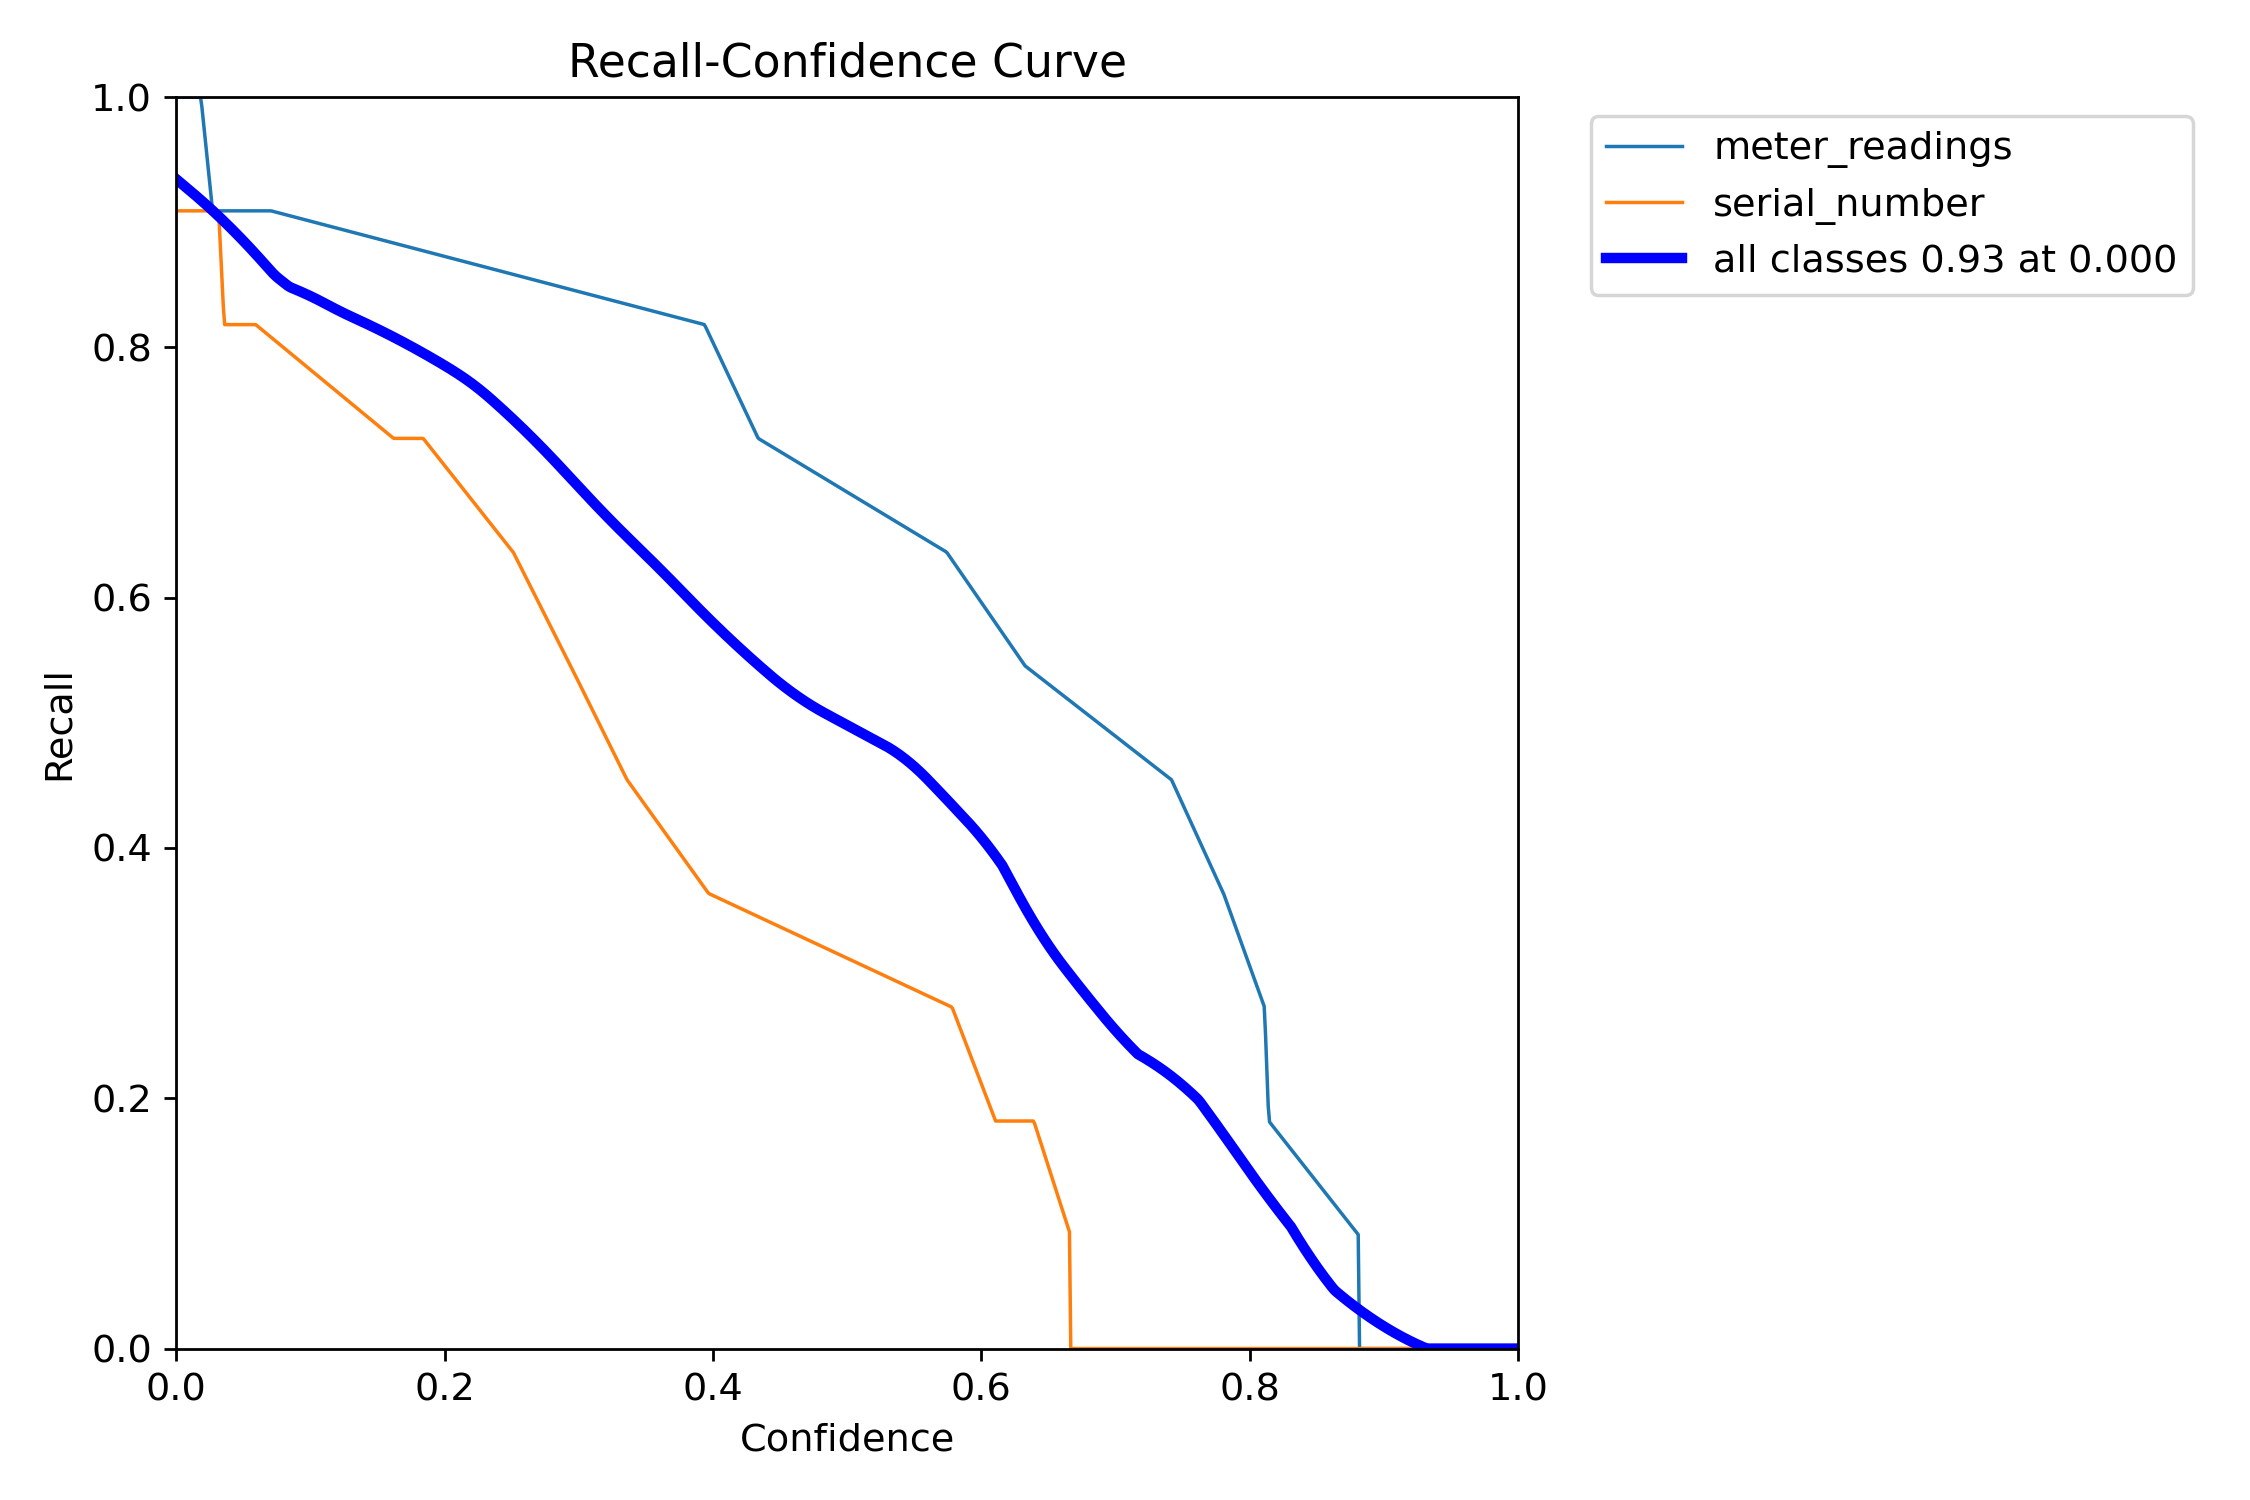 Recall-Confidence Curve
meter_readings
serial_number
all classes 0.93 at 0.000
Recall
1.0
0.8
0.6
0.4
0.2
0.0
0.0 0.2 0.4 0.6 0.8 1.0
Confidence